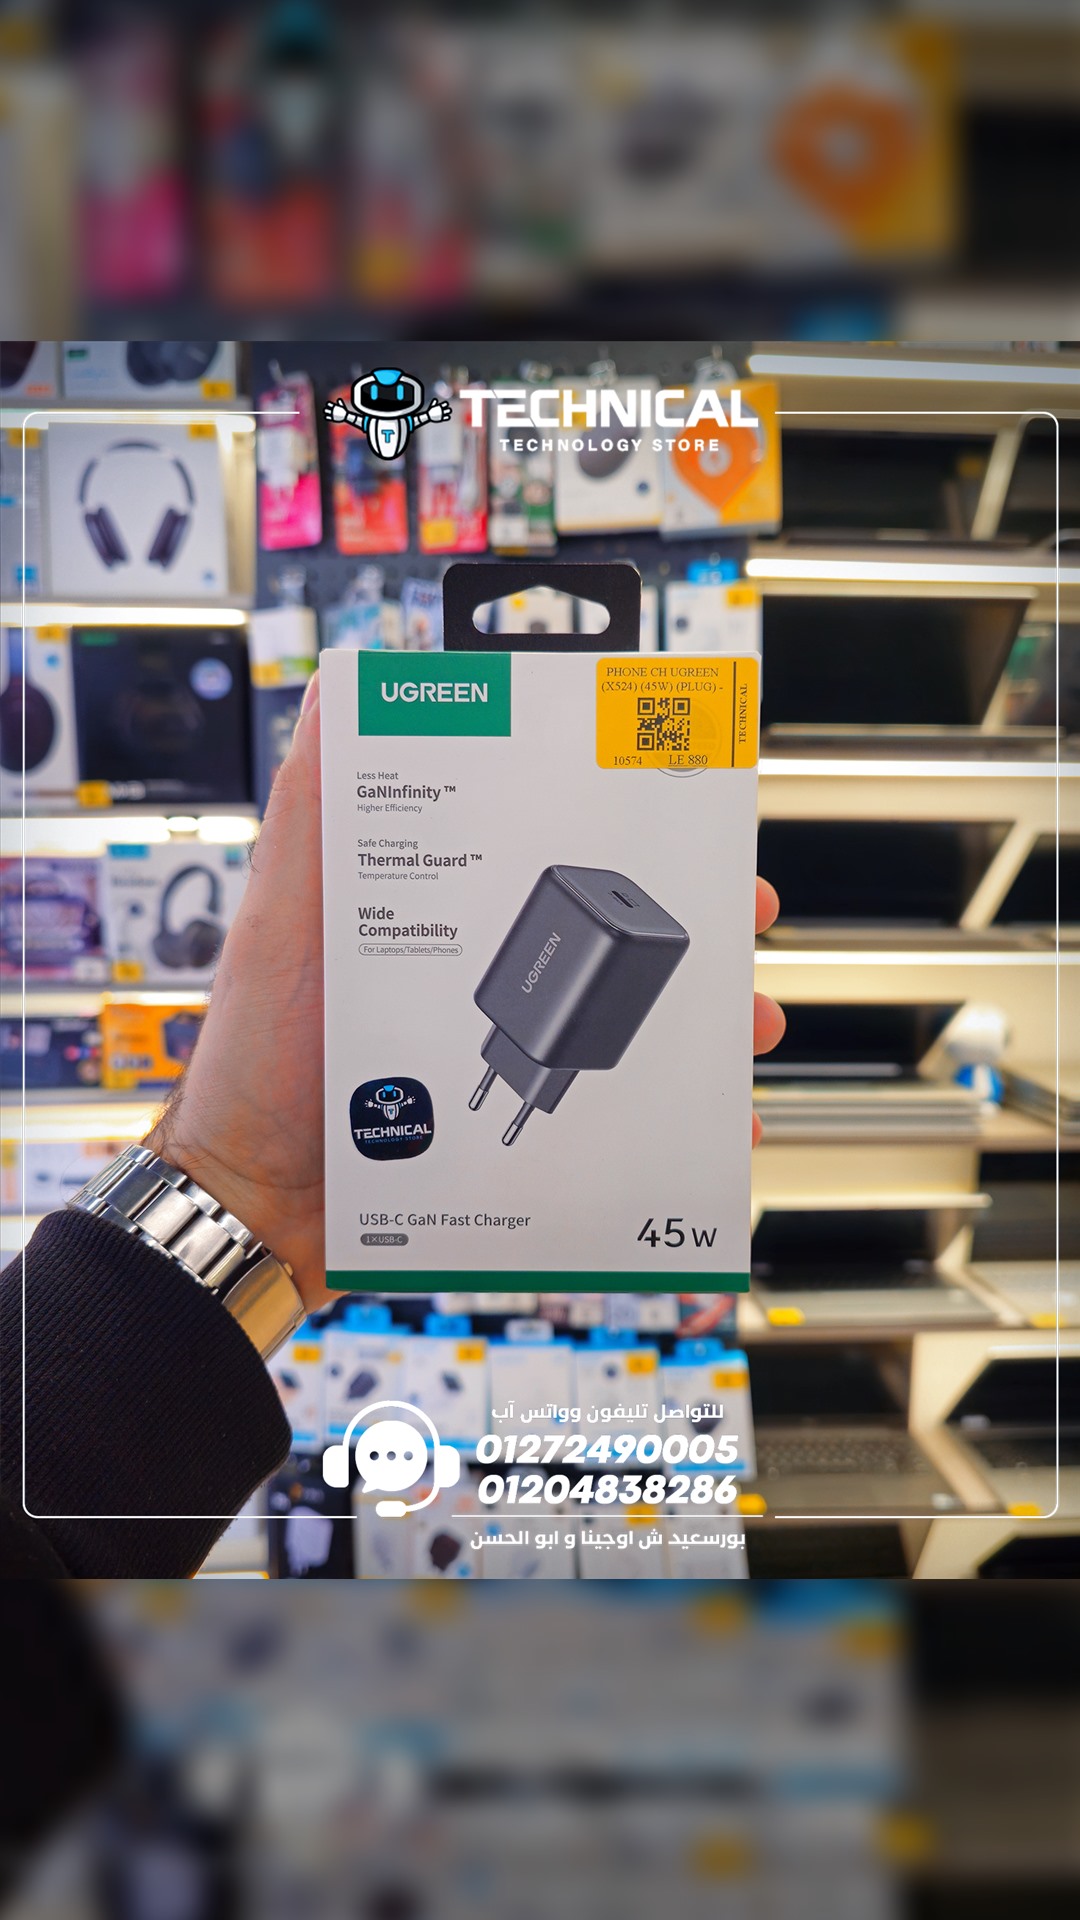 TECHNICAL
TECHNOLOGY STORE
UGREEN
PHONE CH UGREEN
(X524) (45W) (PLUG) -
TECHNICAL
10574 LE 880
Less Heat
GaNInfinity™
Higher Efficiency
Safe Charging
Thermal Guard™
Temperature Control
Wide
Compatibility
For Laptops/Tablets/Phones
UGREEN
T
TECHNICAL
TECHNOLOGY STORE
USB-C GaN Fast Charger
1×USB-C
45W
للتواصل تليفون وواتس آب
01272490005
01204838286
بورسعيد ش اوجينا و ابو الحسن